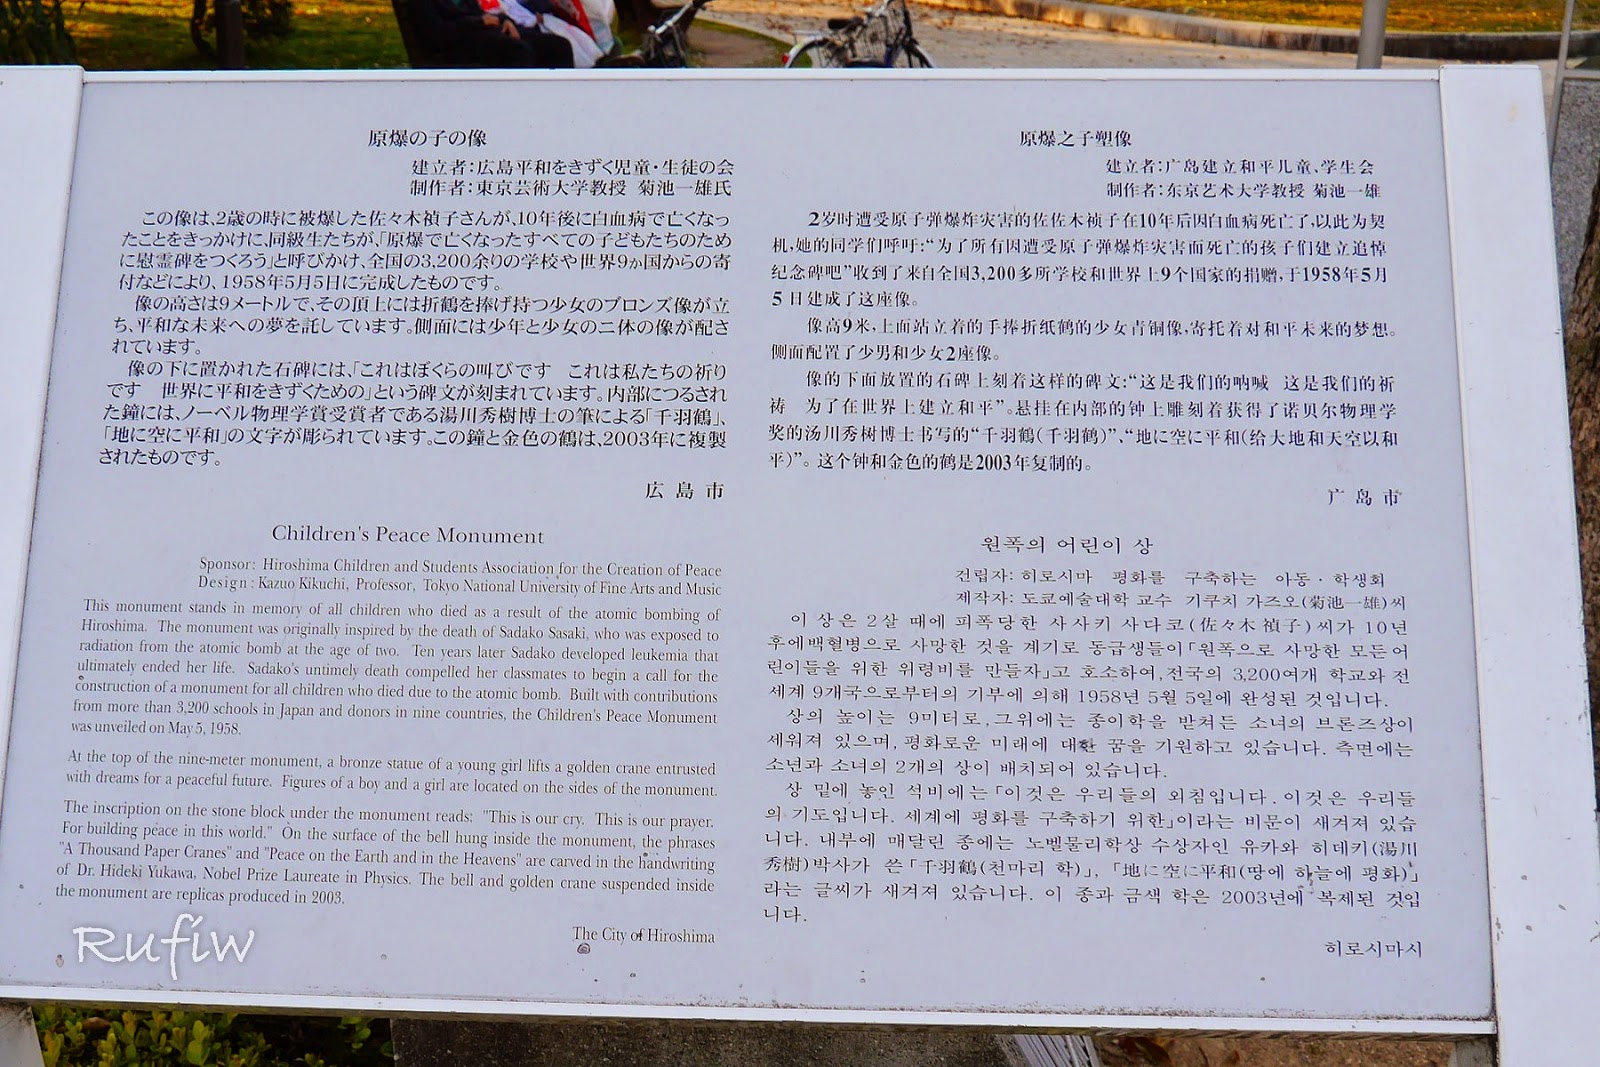 原爆の子の像
建立者：広島平和をきずく児童・生徒の会
制作者：東京芸術大学教授 菊池一雄氏
この像は、2歳の時に被爆した佐々木禎子さんが、10年後に白血病で亡くなっ
たことをきっかけに、同級生たちが、「原爆で亡くなったすべての子どもたちのため
に慰霊碑をつくろう」と呼びかけ、全国の3,200余りの学校や世界9か国からの寄
付などにより、1958年5月5日に完成したものです。
像の高さは9メートルで、その頂上には折鶴を捧げ持つ少女のブロンズ像が立
ち、平和な未来への夢を託しています。側面には少年と少女の二体の像が配さ
れています。
像の下に置かれた石碑には、「これはぼくらの叫びです　これは私たちの祈り
です　世界に平和をきずくための」という碑文が刻まれています。内部につるされ
た鐘には、ノーベル物理学賞受賞者である湯川秀樹博士の筆による「千羽鶴」、
「地に空に平和」の文字が彫られています。この鐘と金色の鶴は、2003年に複製
されたものです。
広 島 市
原爆之子塑像
建立者：广岛建立和平儿童、学生会
制作者：东京艺术大学教授 菊池一雄
2岁时遭受原子弹爆炸灾害的佐佐木祯子在10年后因白血病死亡了，以此为契
机，她的同学们呼吁：“为了所有因遭受原子弹爆炸灾害而死亡的孩子们建立追悼
纪念碑吧”收到了来自全国3,200多所学校和世界上9个国家的捐赠，于1958年5月
5日建成了这座像。
像高9米，上面站立着的手捧折纸鹤的少女青铜像，寄托着对和平未来的梦想。
侧面配置了少男和少女2座像。
像的下面放置的石碑上刻着这样的碑文：“这是我们的呐喊　这是我们的祈
祷　为了在世界上建立和平”。悬挂在内部的钟上雕刻着获得了诺贝尔物理学
奖的汤川秀树博士书写的“千羽鹤（千羽鹤）”、“地に空に平和（给大地和天空以和
平）”。这个钟和金色的鹤是2003年复制的。
广 岛 市
Children's Peace Monument
Sponsor: Hiroshima Children and Students Association for the Creation of Peace
Design: Kazuo Kikuchi, Professor, Tokyo National University of Fine Arts and Music
This monument stands in memory of all children who died as a result of the atomic bombing of
Hiroshima. The monument was originally inspired by the death of Sadako Sasaki, who was exposed to
radiation from the atomic bomb at the age of two. Ten years later Sadako developed leukemia that
ultimately ended her life. Sadako's untimely death compelled her classmates to begin a call for the
construction of a monument for all children who died due to the atomic bomb. Built with contributions
from more than 3,200 schools in Japan and donors in nine countries, the Children's Peace Monument
was unveiled on May 5, 1958.
At the top of the nine-meter monument, a bronze statue of a young girl lifts a golden crane entrusted
with dreams for a peaceful future. Figures of a boy and a girl are located on the sides of the monument.
The inscription on the stone block under the monument reads: "This is our cry. This is our prayer.
For building peace in this world." On the surface of the bell hung inside the monument, the phrases
"A Thousand Paper Cranes" and "Peace on the Earth and in the Heavens" are carved in the handwriting
of Dr. Hideki Yukawa, Nobel Prize Laureate in Physics. The bell and golden crane suspended inside
the monument are replicas produced in 2003.
The City of Hiroshima
원폭의 어린이 상
건립자: 히로시마 평화를 구축하는 아동·학생회
제작자: 도쿄예술대학 교수 기쿠치 가즈오(菊池一雄)씨
이 상은 2살 때에 피폭당한 사사키 사다코(佐々木 禎子)씨가 10년
후에백혈병으로 사망한 것을 계기로 동급생들이「원폭으로 사망한 모든어
린이들을 위한 위령비를 만들자」고 호소하여,전국의 3,200여개 학교와 전
세계 9개국으로부터의 기부에 의해 1958년 5월 5일에 완성된 것입니다.
상의 높이는 9미터로,그위에는 종이학을 받쳐든 소녀의 브론즈상이
세워져 있으며,평화로운 미래에 대한 꿈을 기원하고 있습니다. 측면에는
소년과 소녀의 2개의 상이 배치되어 있습니다.
상 밑에 놓인 석비에는「이것은 우리들의 외침입니다. 이것은 우리들
의 기도입니다. 세계에 평화를 구축하기 위한」이라는 비문이 새겨져 있습
니다. 내부에 매달린 종에는 노벨물리학상 수상자인 유카와 히데키(湯川
秀樹)박사가 쓴「千羽鶴(천마리 학)」, 「地に空に平和(땅에 하늘에 평화)」
라는 글씨가 새겨져 있습니다. 이 종과 금색 학은 2003년에 복제된 것입
니다.
히로시마시
Rufiw